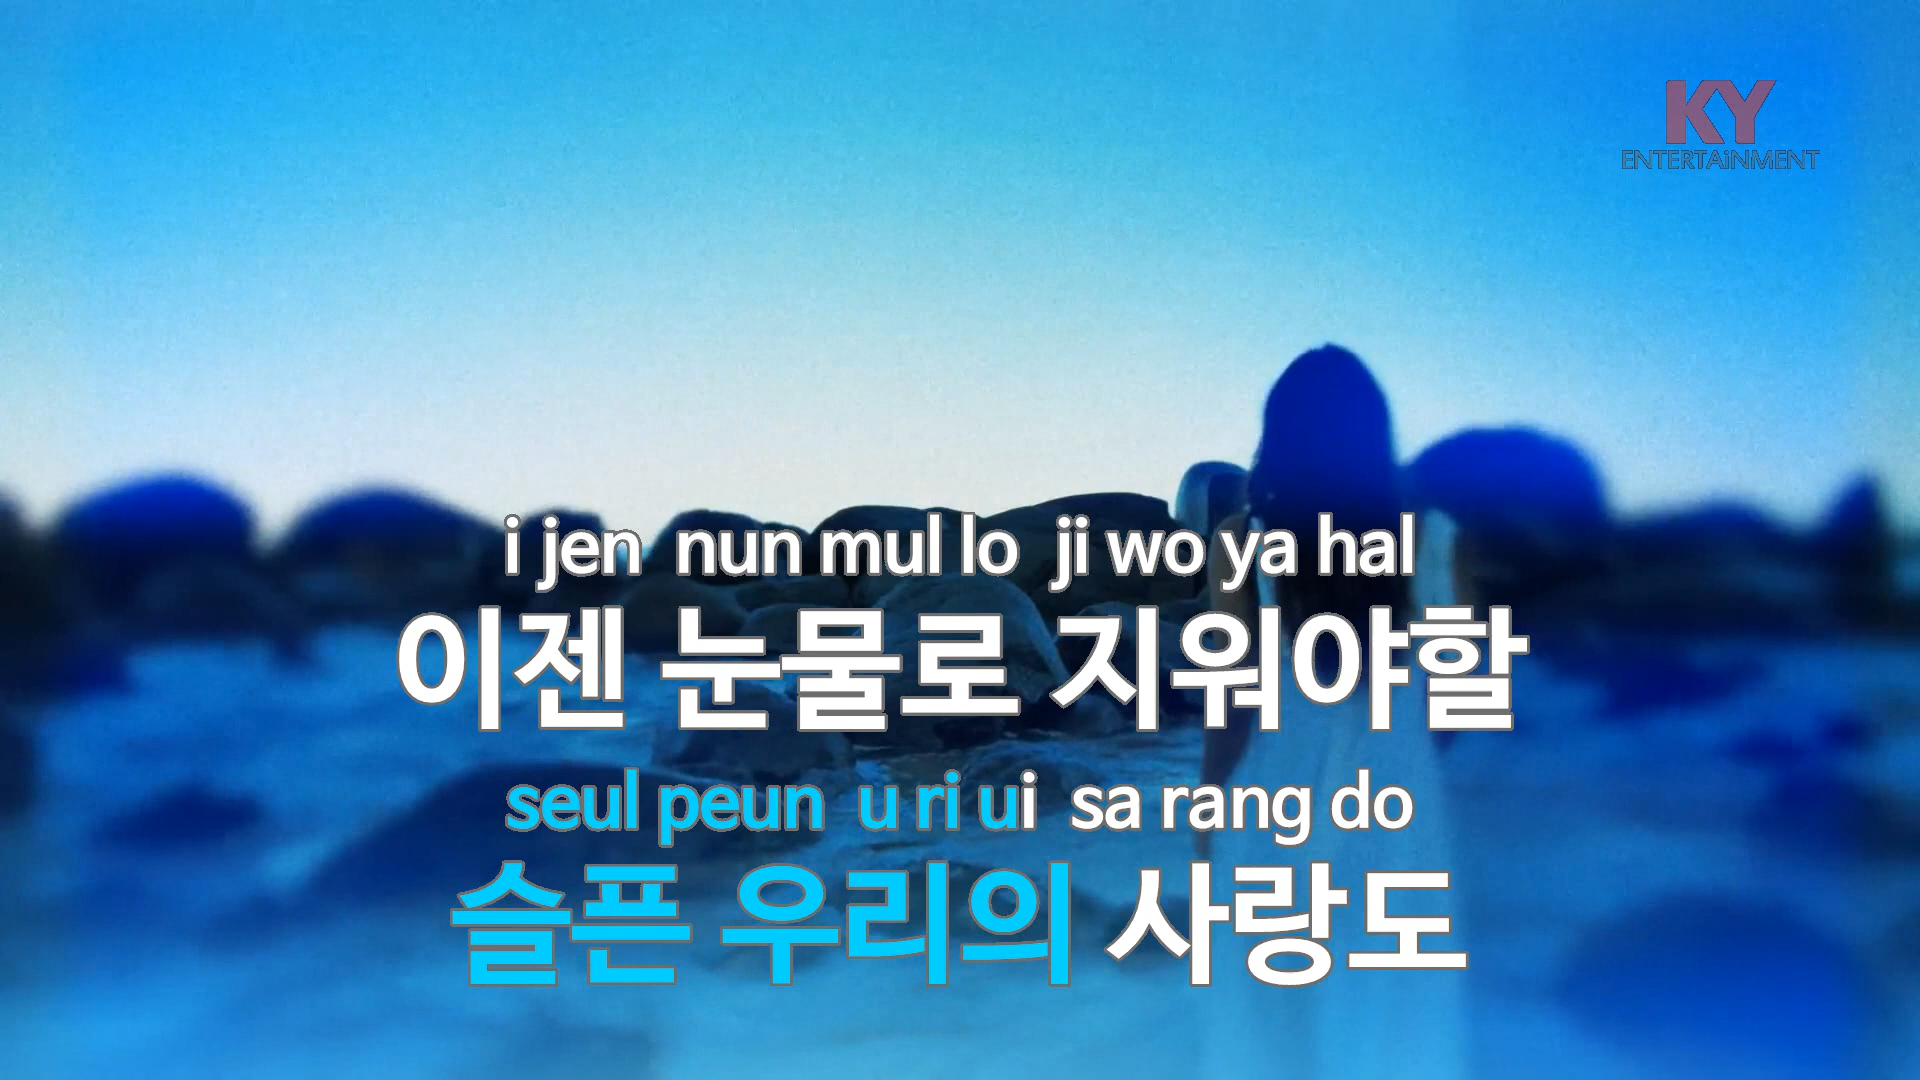 KY
ENTERTAiNMENT
i jen nun mul lo ji wo ya hal
이젠 눈물로 지워야할
seul peun u ri ui sa rang do
슬픈 우리의 사랑도